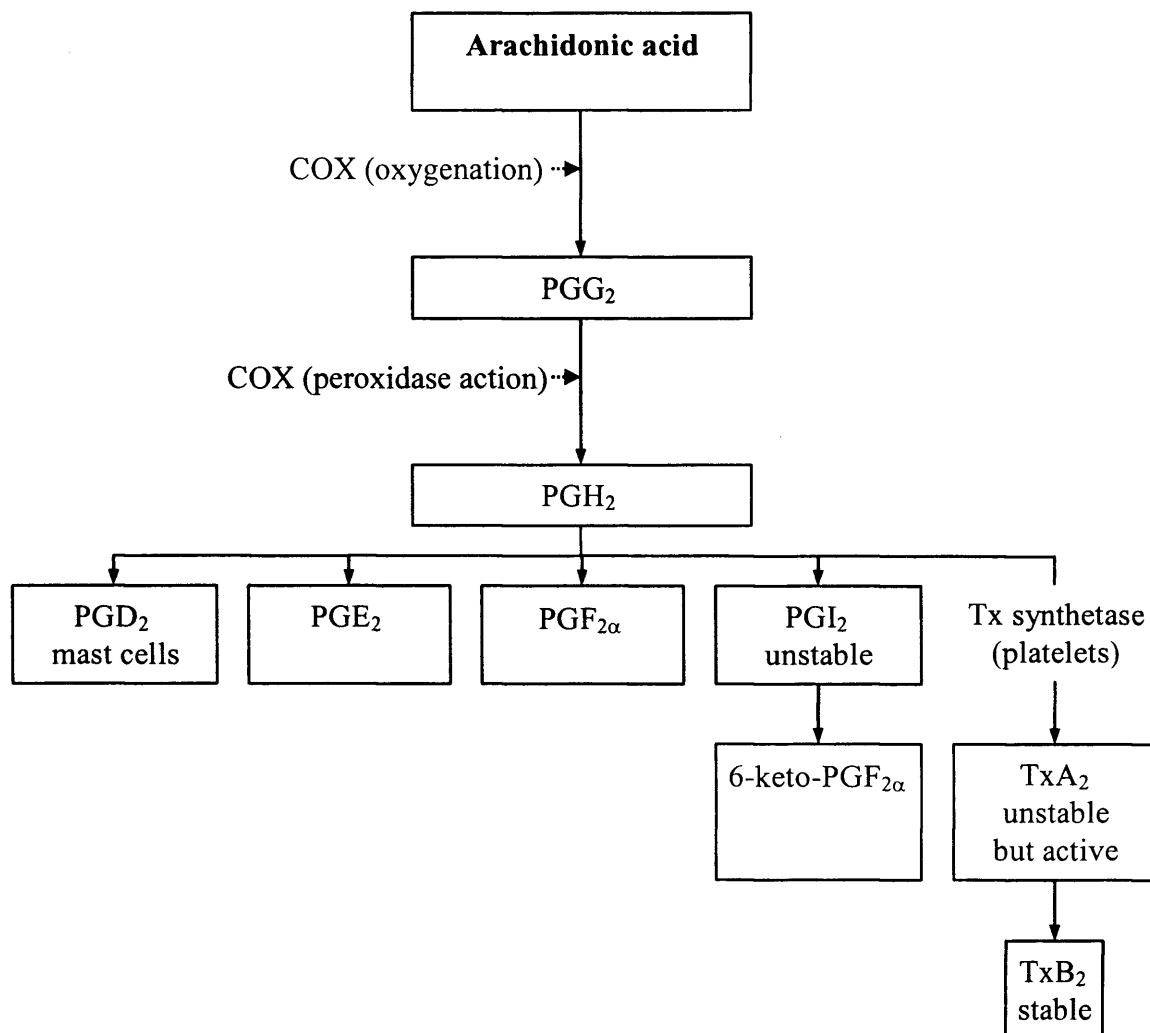 Arachidonic acid
COX (oxygenation)
PGG₂
COX (peroxidase action)
PGH₂
PGD₂
mast cells
PGE₂
PGF₂α
PGI₂
unstable
Tx synthetase
(platelets)
6-keto-PGF₂α
TxA₂
unstable
but active
TxB₂
stable